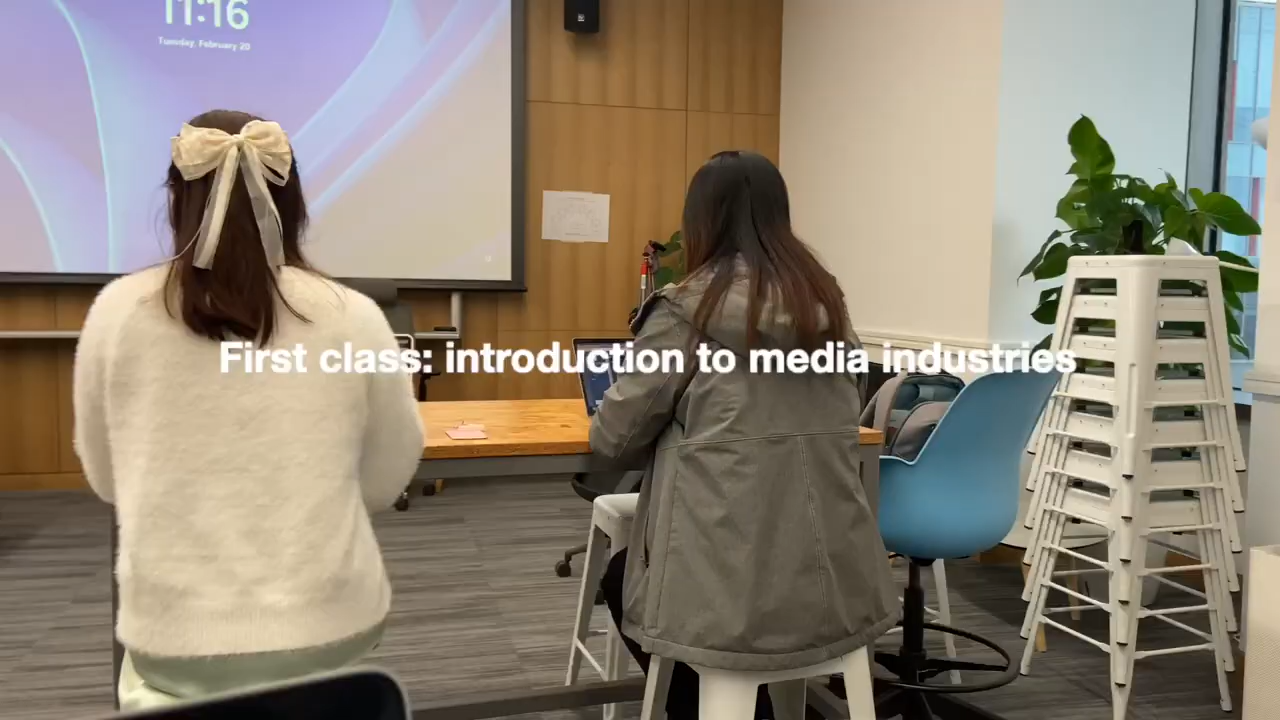 11:16
Tuesday, February 20
First class: introduction to media industries